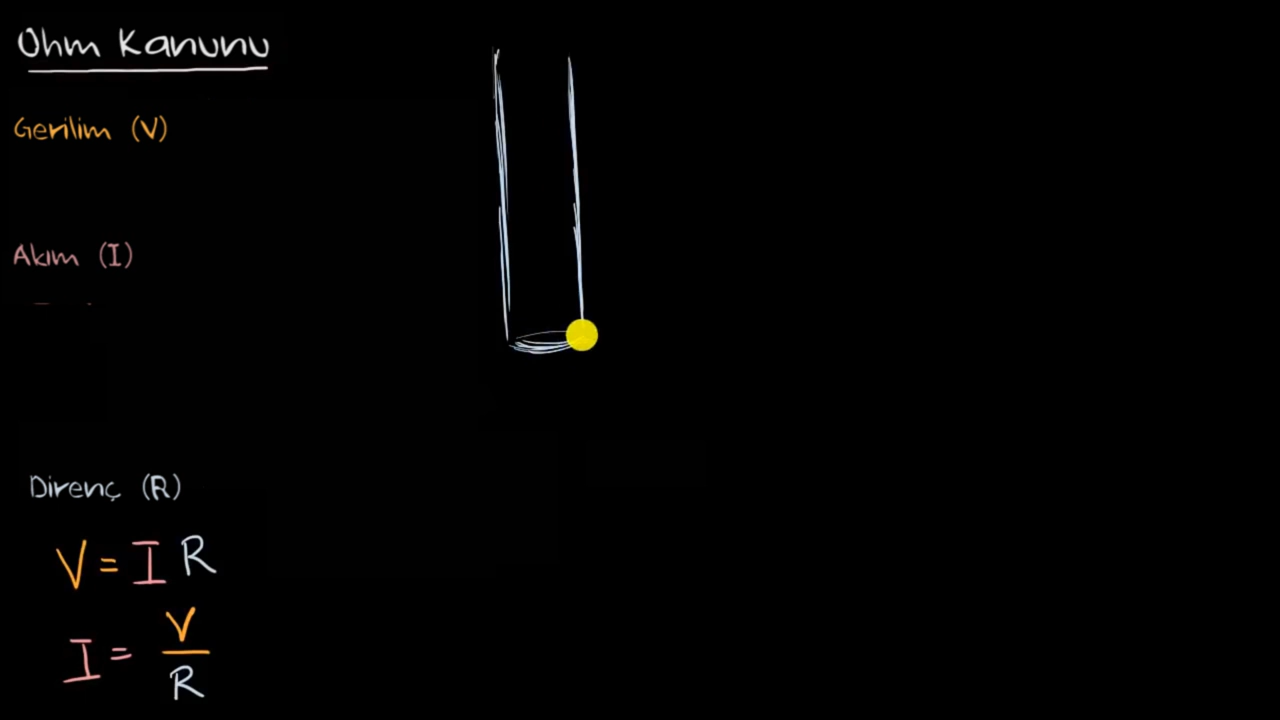 Ohm Kanunu
Gerilim (V)
Akım (I)
Direnç (R)
V = I R
I = V / R